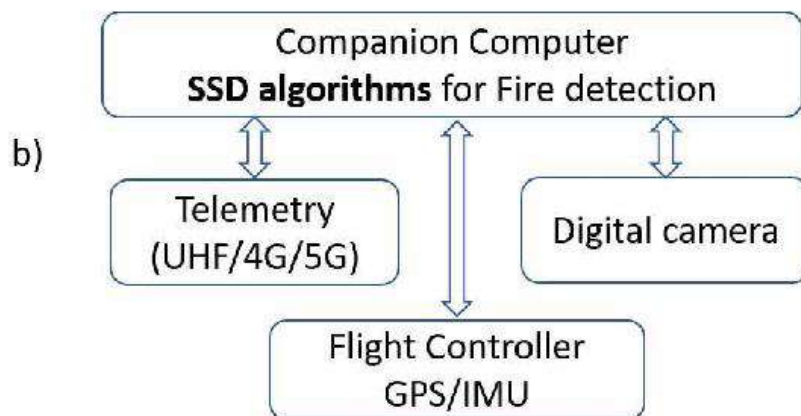 Companion Computer
SSD algorithms for Fire detection
b)
Telemetry
(UHF/4G/5G)
Digital camera
Flight Controller
GPS/IMU